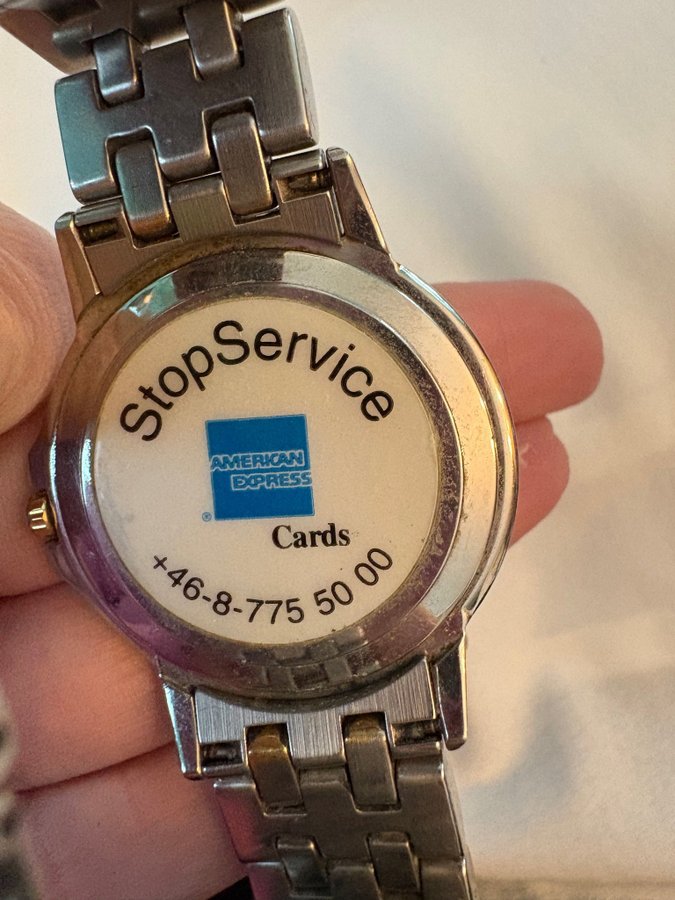 StopService
AMERICAN
EXPRESS
®
Cards
+46-8-775 50 00